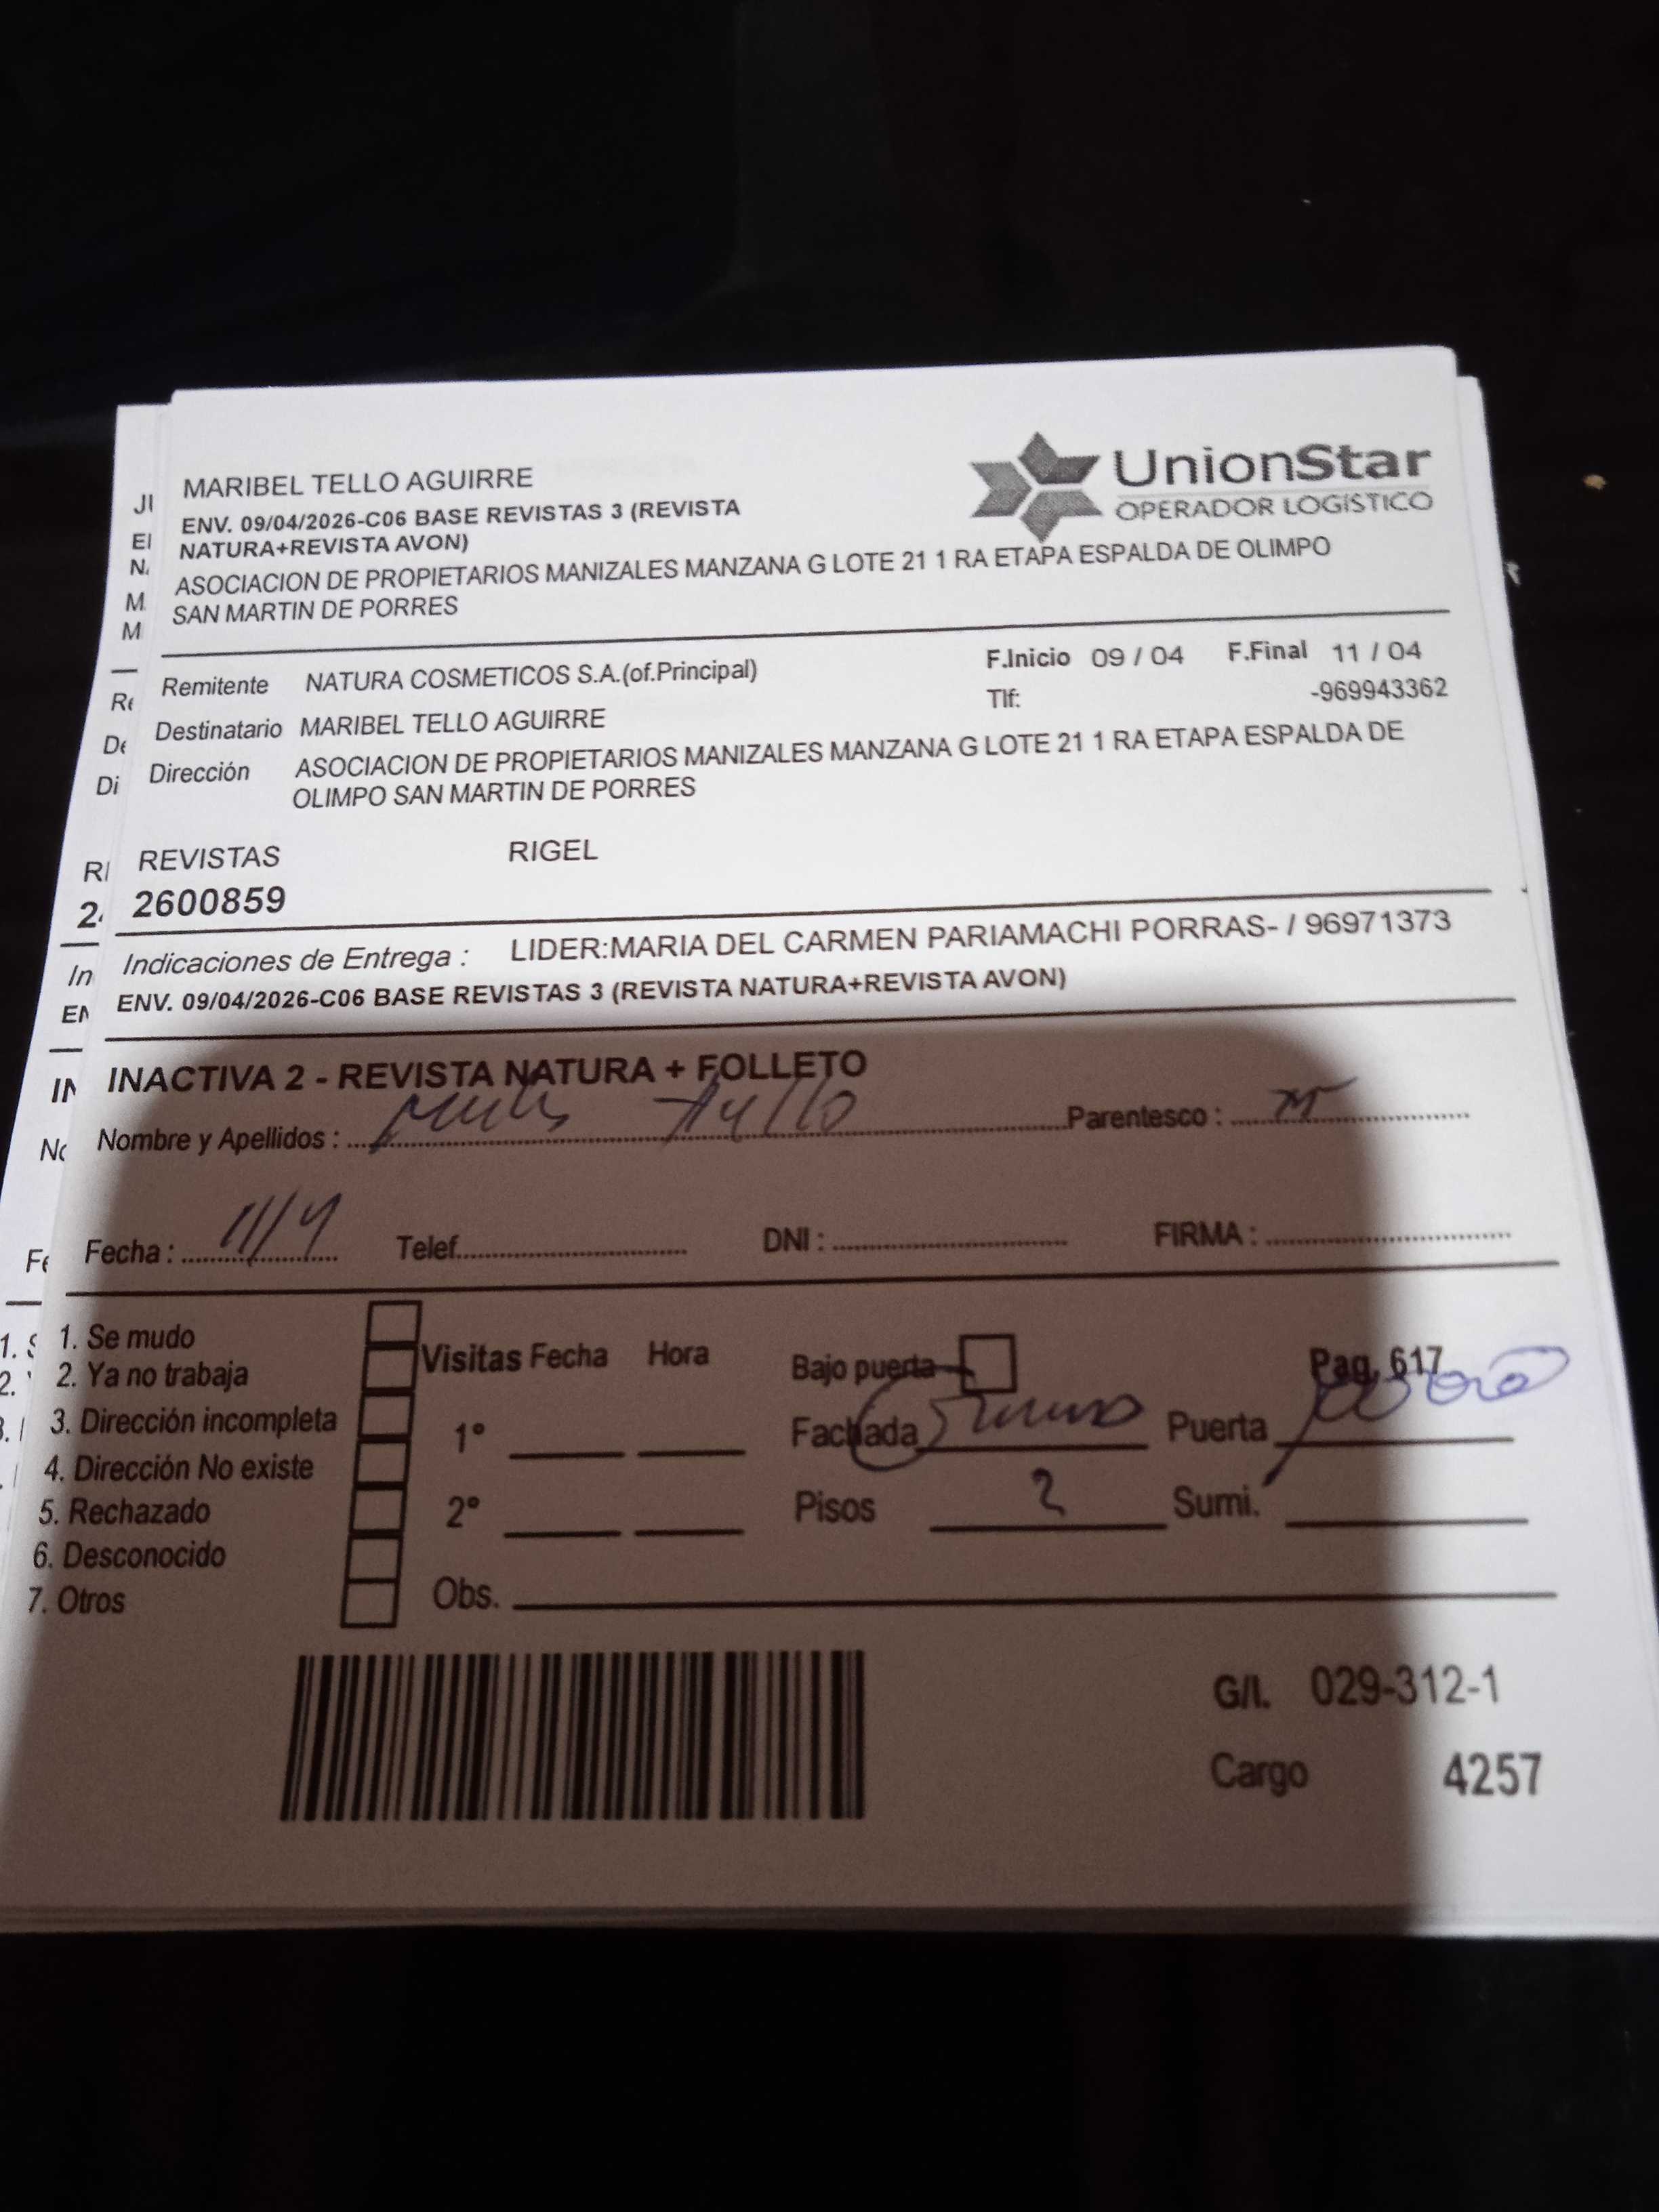 MARIBEL TELLO AGUIRRE
ENV. 09/04/2026-C06 BASE REVISTAS 3 (REVISTA
NATURA+REVISTA AVON)
ASOCIACION DE PROPIETARIOS MANIZALES MANZANA G LOTE 21 1 RA ETAPA ESPALDA DE OLIMPO
SAN MARTIN DE PORRES
UnionStar
OPERADOR LOGÍSTICO
Remitente NATURA COSMETICOS S.A.(of.Principal)
F.Inicio 09 / 04 F.Final 11 / 04
Tlf: -969943362
Destinatario MARIBEL TELLO AGUIRRE
Dirección ASOCIACION DE PROPIETARIOS MANIZALES MANZANA G LOTE 21 1 RA ETAPA ESPALDA DE
OLIMPO SAN MARTIN DE PORRES
REVISTAS RIGEL
2600859
Indicaciones de Entrega : LIDER:MARIA DEL CARMEN PARIAMACHI PORRAS- / 96971373
ENV. 09/04/2026-C06 BASE REVISTAS 3 (REVISTA NATURA+REVISTA AVON)
INACTIVA 2 - REVISTA NATURA + FOLLETO
Nombre y Apellidos : Tello Parentesco :
Fecha : 11/4 Telef. DNI : FIRMA :
1. Se mudo
2. Ya no trabaja
3. Dirección incompleta
4. Dirección No existe
5. Rechazado
6. Desconocido
7. Otros
Visitas Fecha Hora
1°
2°
Obs.
Bajo puerta Pag. 617
Fachada Puerta
Pisos 2 Sumi.
G/I. 029-312-1
Cargo 4257